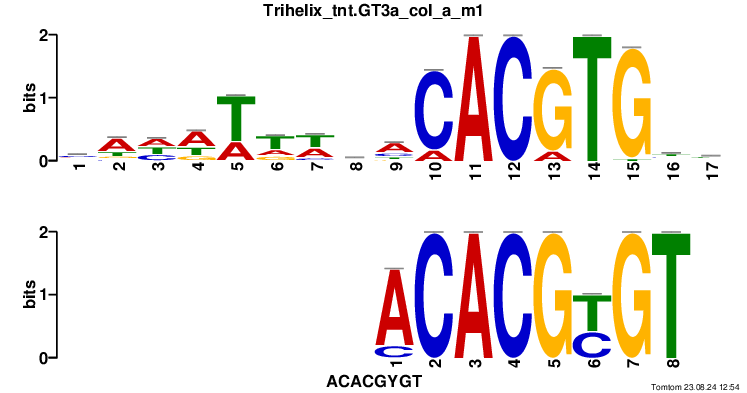 Trihelix_tnt.GT3a_col_a_m1
bits
2
1
0
1 2 3 4 5 6 7 8 9 10 11 12 13 14 15 16 17
bits
2
1
0
1 2 3 4 5 6 7 8
ACACGYGT
Tomtom 23.08.24 12:54